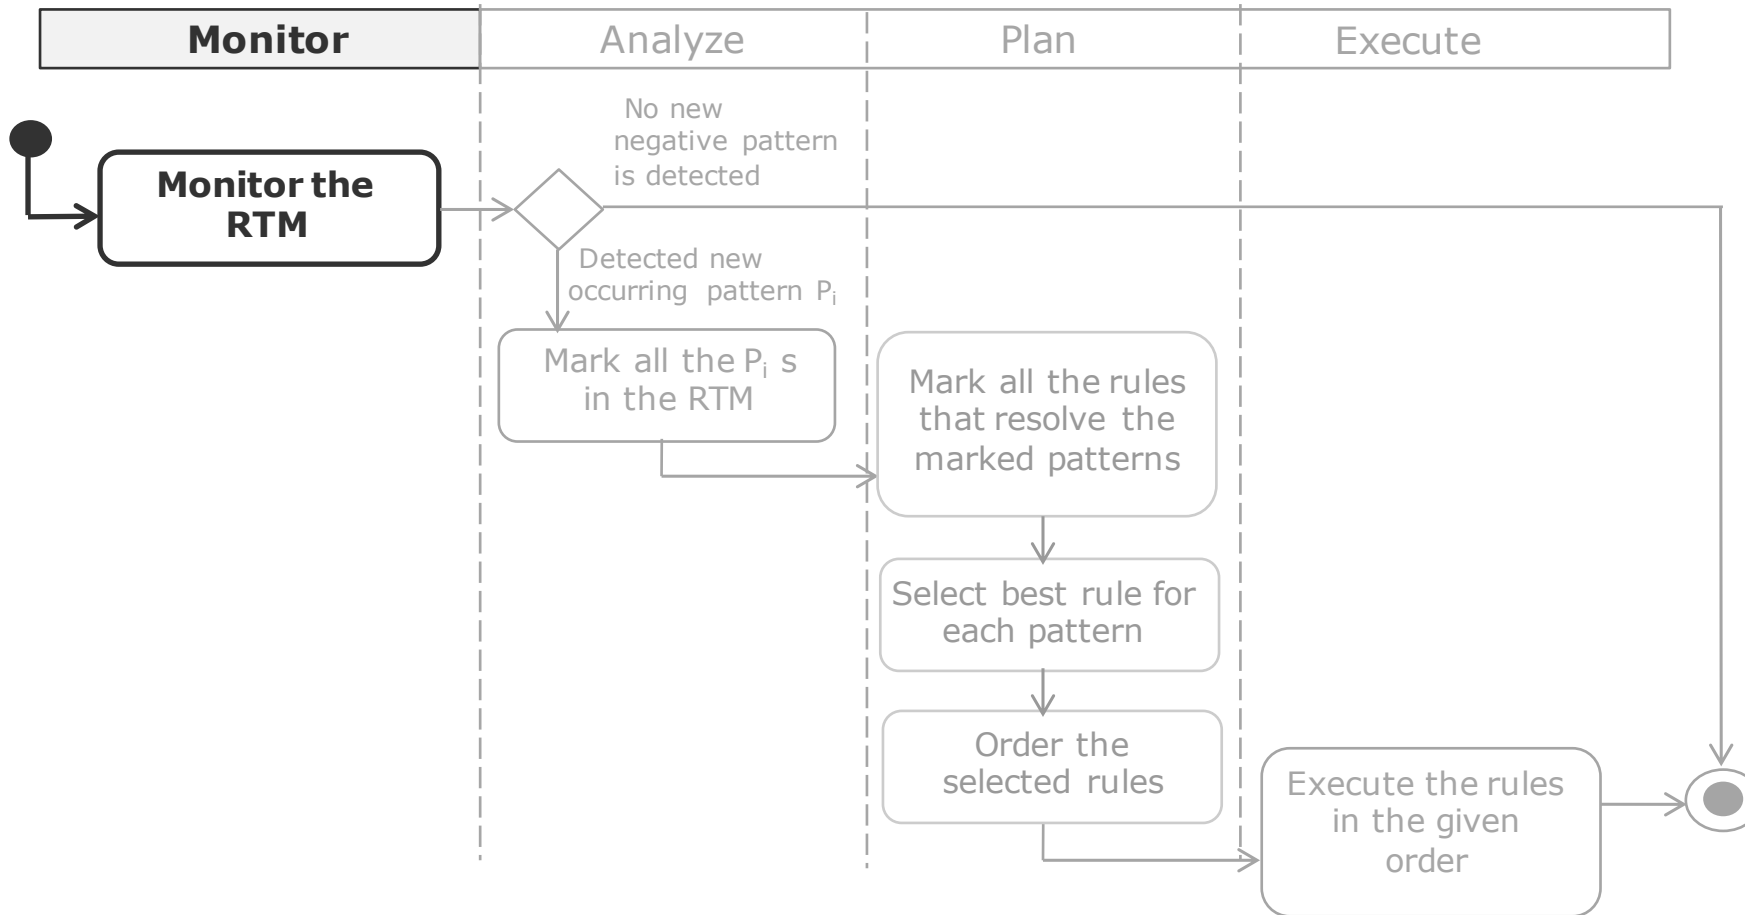 Monitor
Analyze
Plan
Execute
No new
negative pattern
is detected
Monitor the
RTM
Detected new
occurring pattern Pi
Mark all the Pi s
in the RTM
Mark all the rules
that resolve the
marked patterns
Select best rule for
each pattern
Order the
selected rules
Execute the rules
in the given
order